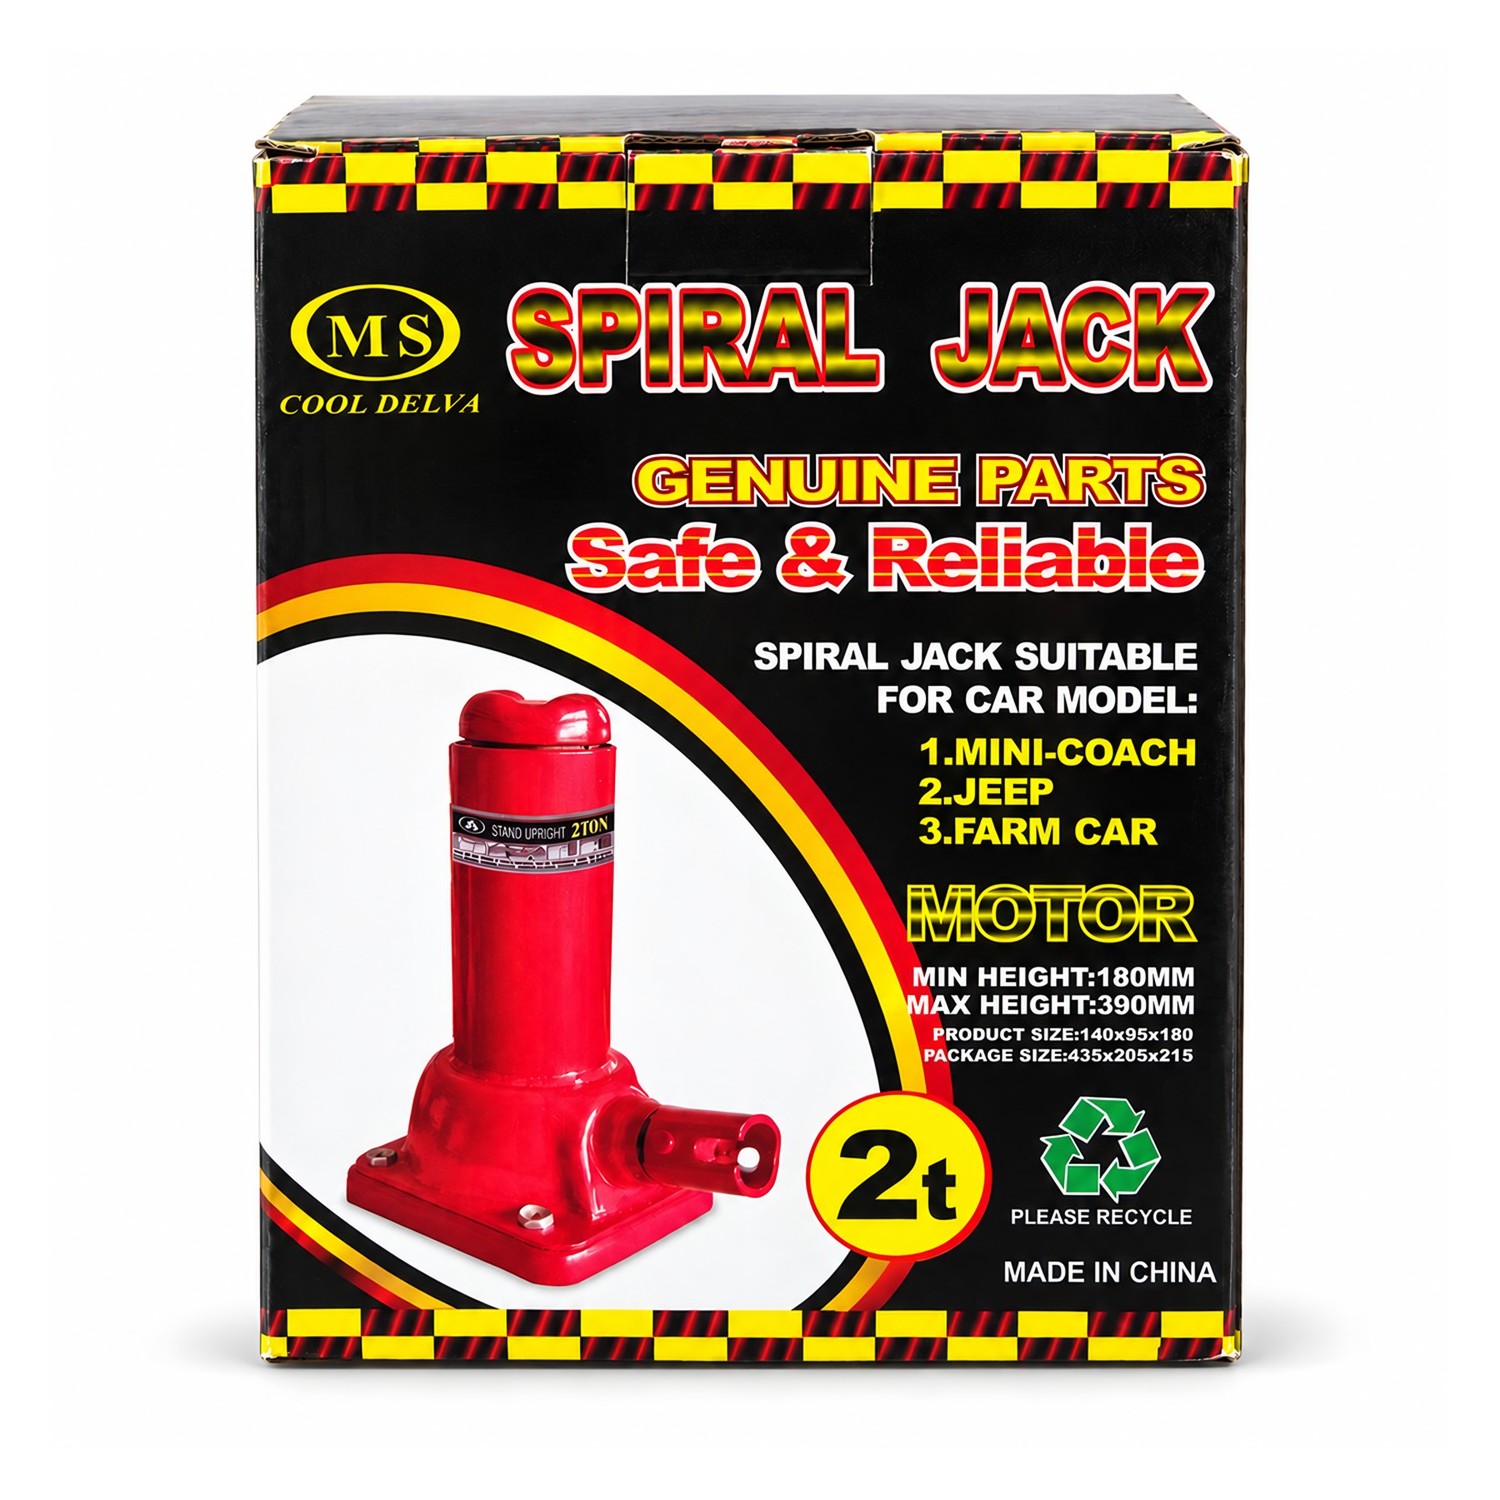 MS
COOL DELVA
SPIRAL JACK
GENUINE PARTS
Safe & Reliable
SPIRAL JACK SUITABLE
FOR CAR MODEL:
1.MINI-COACH
2.JEEP
3.FARM CAR
STAND UPRIGHT 2TON
MOTOR
MIN HEIGHT:180MM
MAX HEIGHT:390MM
PRODUCT SIZE:140x95x180
PACKAGE SIZE:435x205x215
2t
PLEASE RECYCLE
MADE IN CHINA